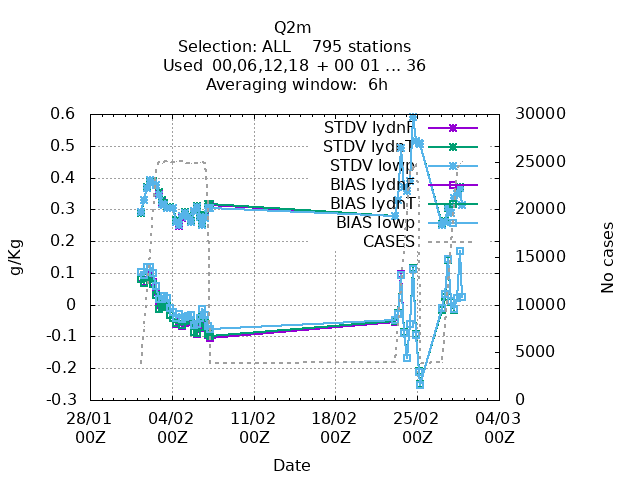 Q2m
Selection: ALL 795 stations
Used 00,06,12,18 + 00 01 ... 36
Averaging window: 6h
0.6
0.5
0.4
0.3
0.2
0.1
0
-0.1
-0.2
-0.3
g/Kg
30000
25000
20000
15000
10000
5000
0
No cases
STDV lydnF
STDV lydnT
STDV lowp
BIAS lydnF
BIAS lydnT
BIAS lowp
CASES
28/01 04/02 11/02 18/02 25/02 04/03
00Z 00Z 00Z 00Z 00Z 00Z
Date